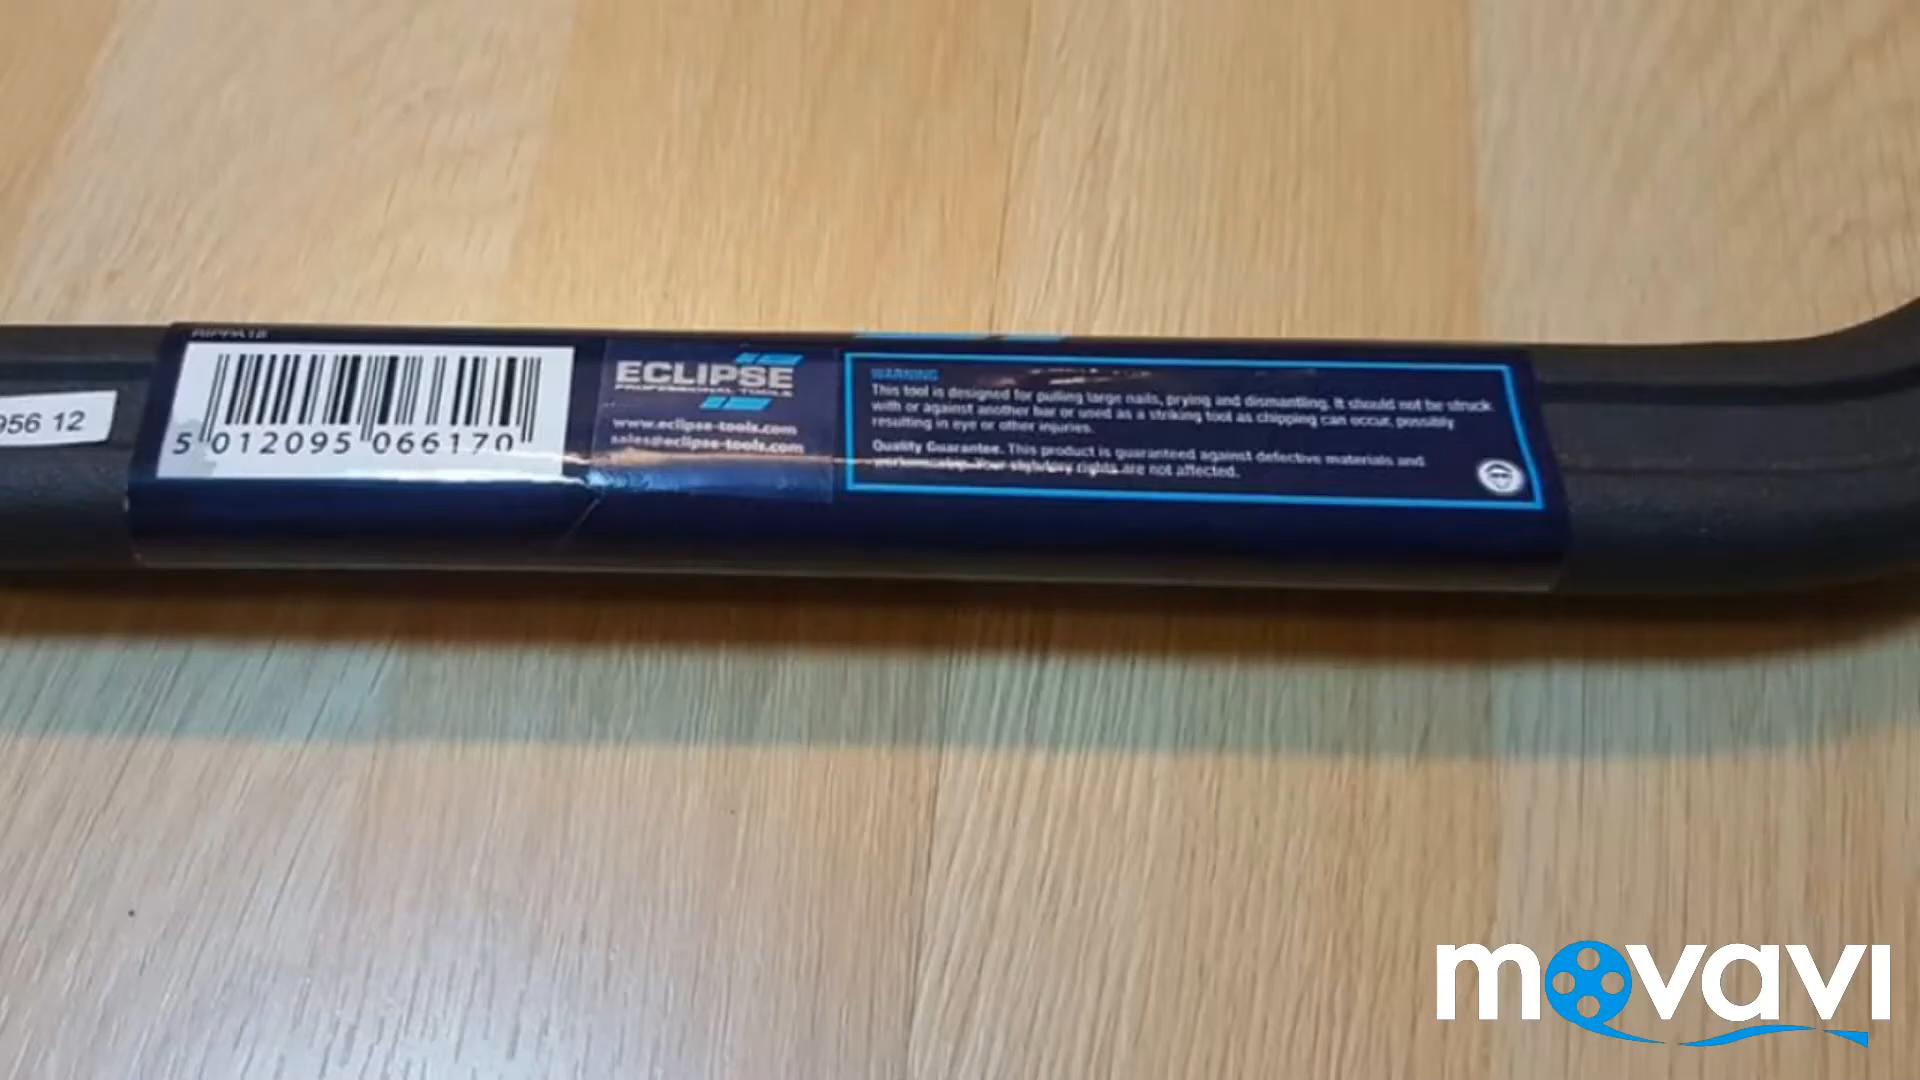 956 12
5 012095 066170
ECLIPSE
PROFESSIONAL TOOLS
www.eclipse-tools.com
sales@eclipse-tools.com
WARNING
This tool is designed for pulling large nails, prying and dismantling. It should not be struck
with or against another bar or used as a striking tool as chipping can occur, possibly
resulting in eye or other injuries.
Quality Guarantee. This product is guaranteed against defective materials and
workmanship. Your statutory rights are not affected.
movavi